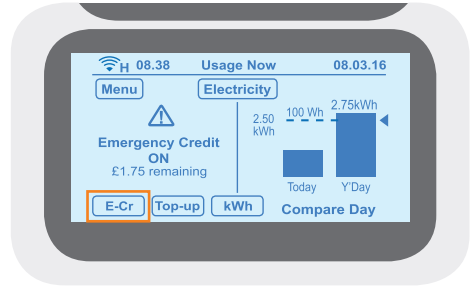 H 08.38 Usage Now 08.03.16
Menu Electricity
2.50 kWh
100 Wh
2.75kWh
Emergency Credit
ON
£1.75 remaining
Today Y'Day
E-Cr Top-up kWh Compare Day